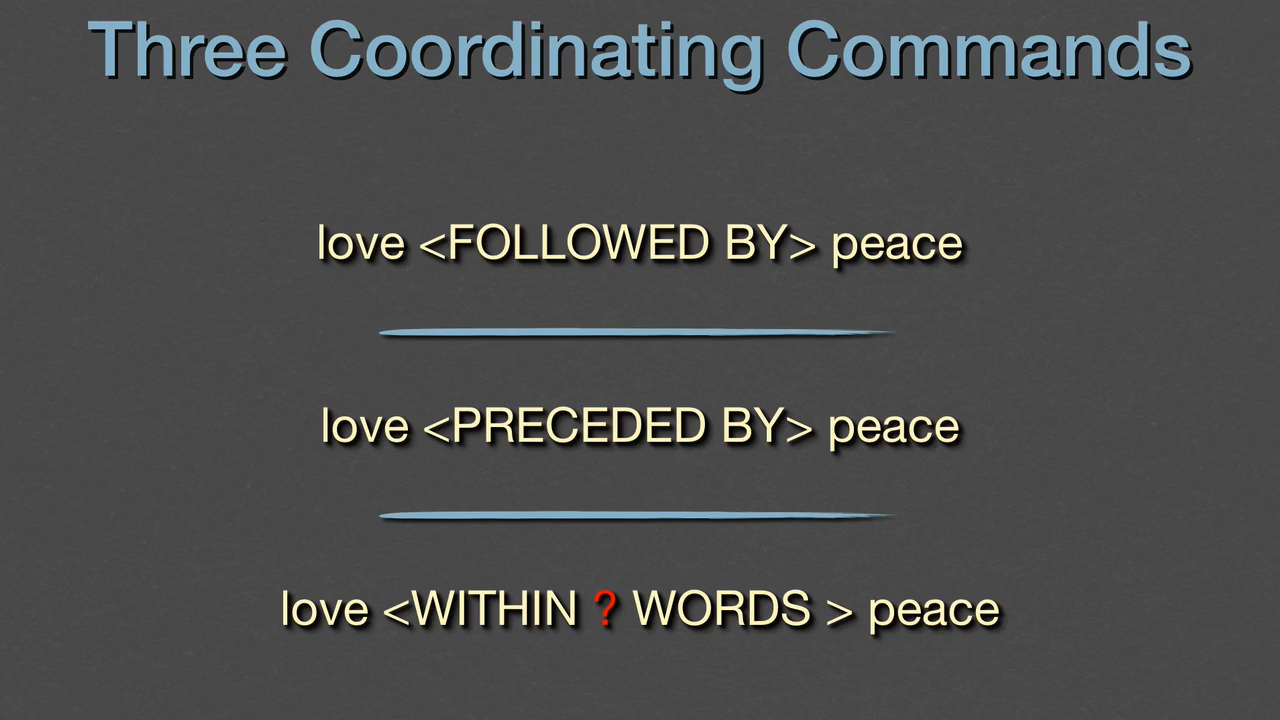 Three Coordinating Commands
love <FOLLOWED BY> peace
love <PRECEDED BY> peace
love <WITHIN ? WORDS > peace